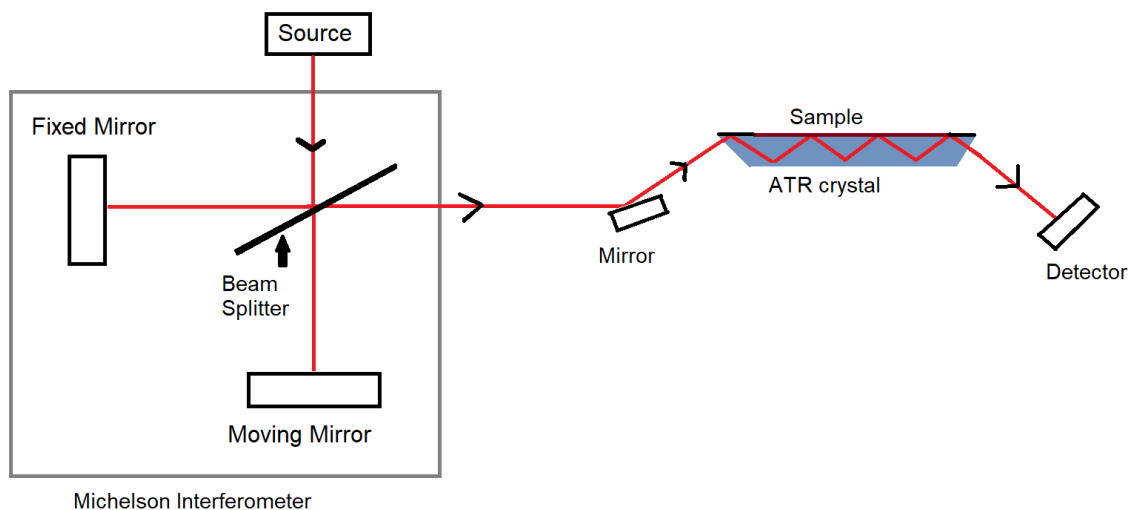 Source
Fixed Mirror
Sample
ATR crystal
Mirror
Beam
Splitter
Detector
Moving Mirror
Michelson Interferometer